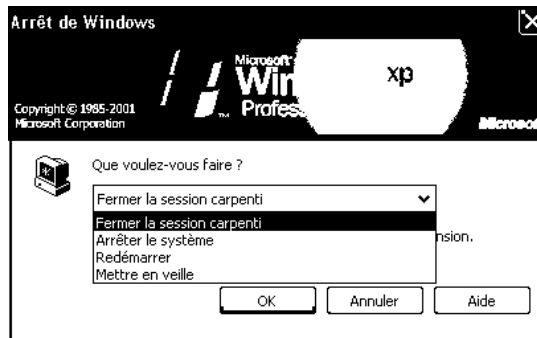 Arrêt de Windows
Microsoft
Win
xp
Profes
Copyright © 1985-2001
Microsoft Corporation
Microso
Que voulez-vous faire ?
Fermer la session carpenti
Fermer la session carpenti
Arrêter le système
nsion.
Redémarrer
Mettre en veille
OK
Annuler
Aide